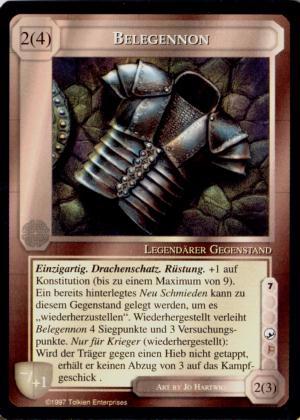 2(4)
BELEGENNON
LEGENDÄRER GEGENSTAND
Einzigartig. Drachenschatz. Rüstung. +1 auf
Konstitution (bis zu einem Maximum von 9).
Ein bereits hinterlegtes Neu Schmieden kann zu
diesem Gegenstand gelegt werden, um es
„wiederherzustellen". Wiederhergestellt verleiht
Belegennon 4 Siegpunkte und 3 Versuchungs-
punkte. Nur für Krieger (wiederhergestellt):
Wird der Träger gegen einen Hieb nicht getappt,
erhält er keinen Abzug von 3 auf das Kampf-
geschick .
7
-/+1
ART BY JO HARTWIG
2(3)
©1997 Tolkien Enterprises